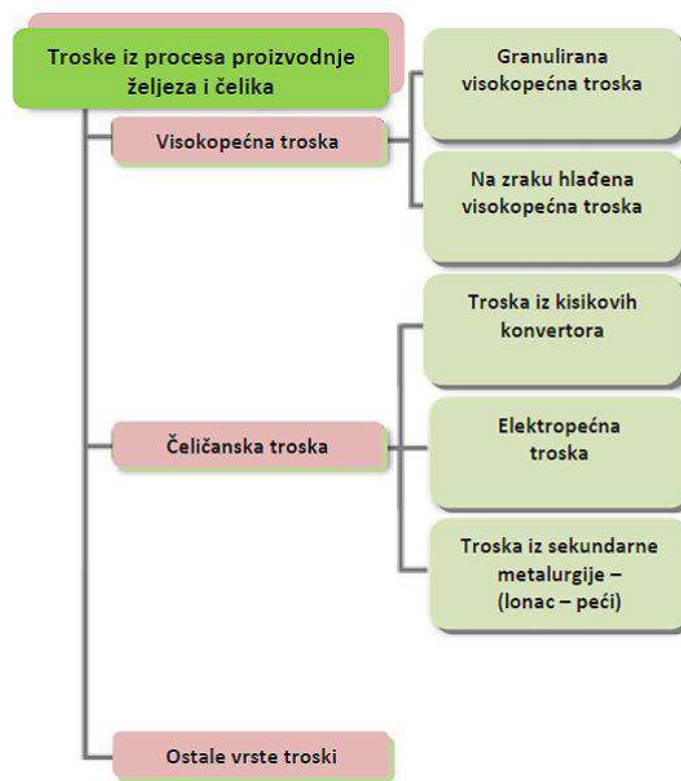 Troske iz procesa proizvodnje
željeza i čelika
Visokopećna troska
Granulirana
visokopećna troska
Na zraku hlađena
visokopećna troska
Čeličanska troska
Troska iz kisikovih
konvertora
Elektropećna
troska
Troska iz sekundarne
metalurgije –
(lonac – peći)
Ostale vrste troski